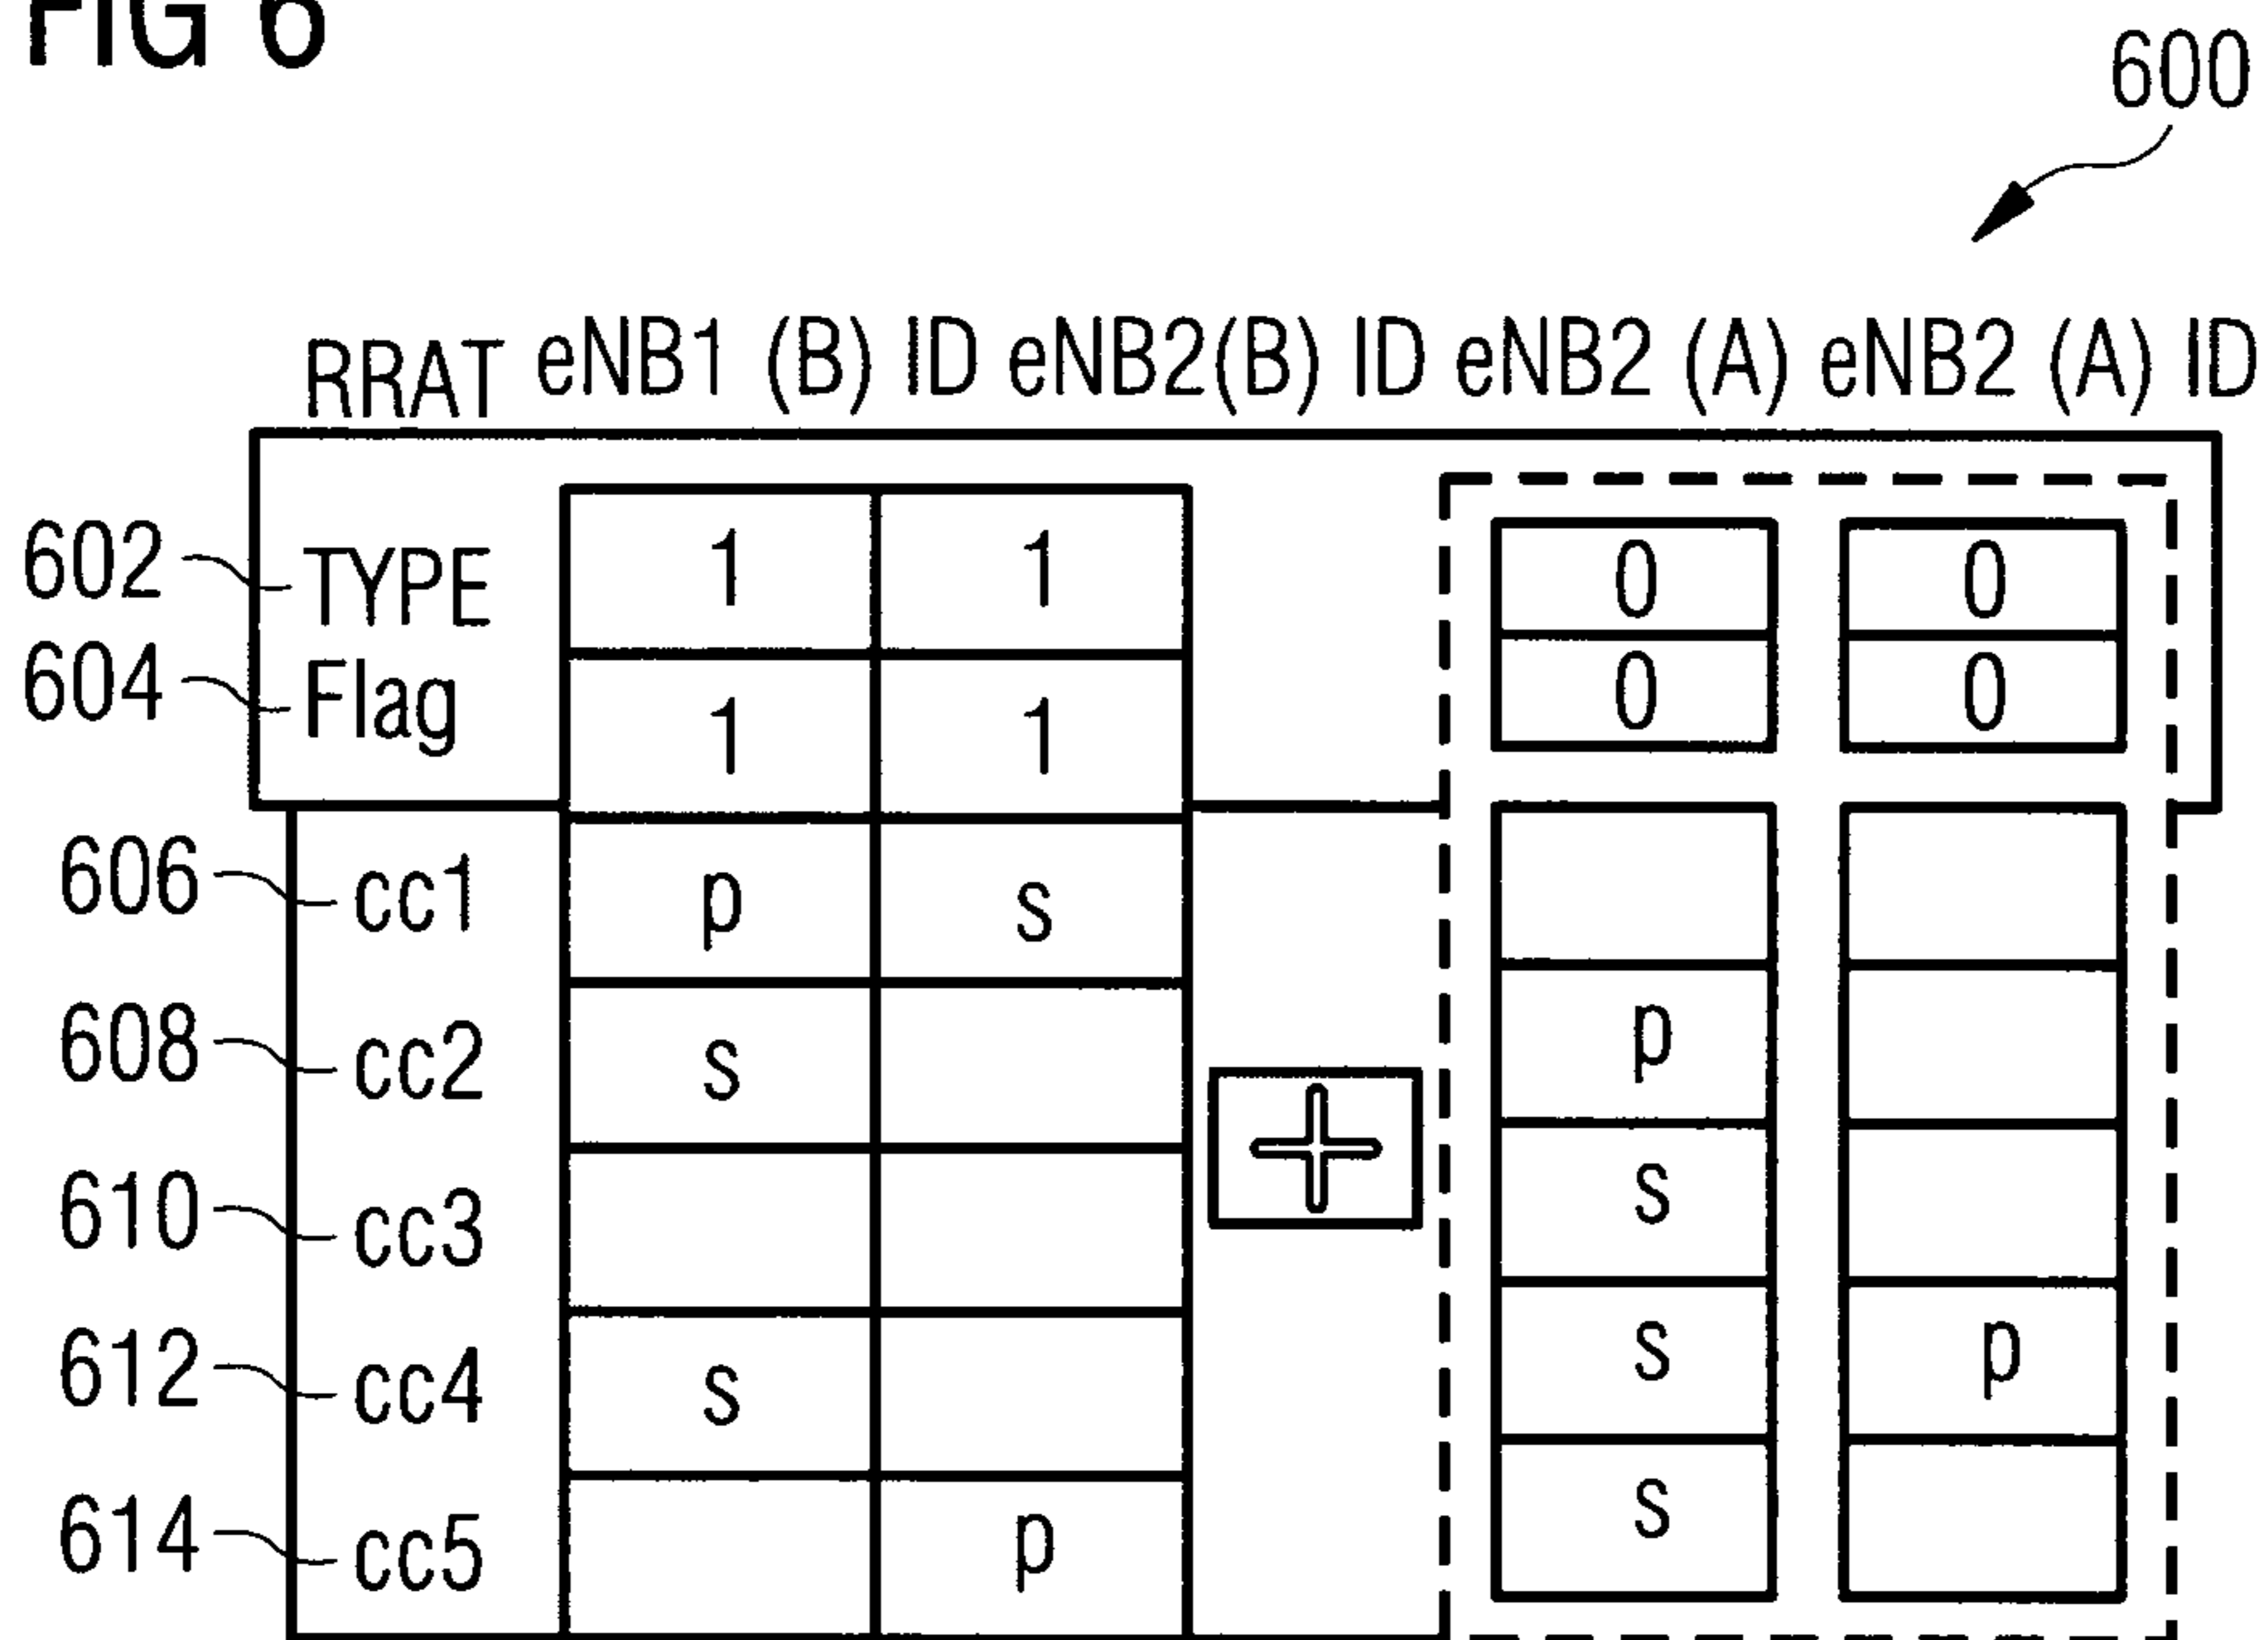 FIG 6
600
RRAT eNB1 (B) ID eNB2(B) ID eNB2 (A) eNB2 (A) ID
602 TYPE 1 1 0 0
604 Flag 1 1 0 0
606 cc1 p s
608 cc2 s p
610 cc3 s
612 cc4 s s p
614 cc5 p s